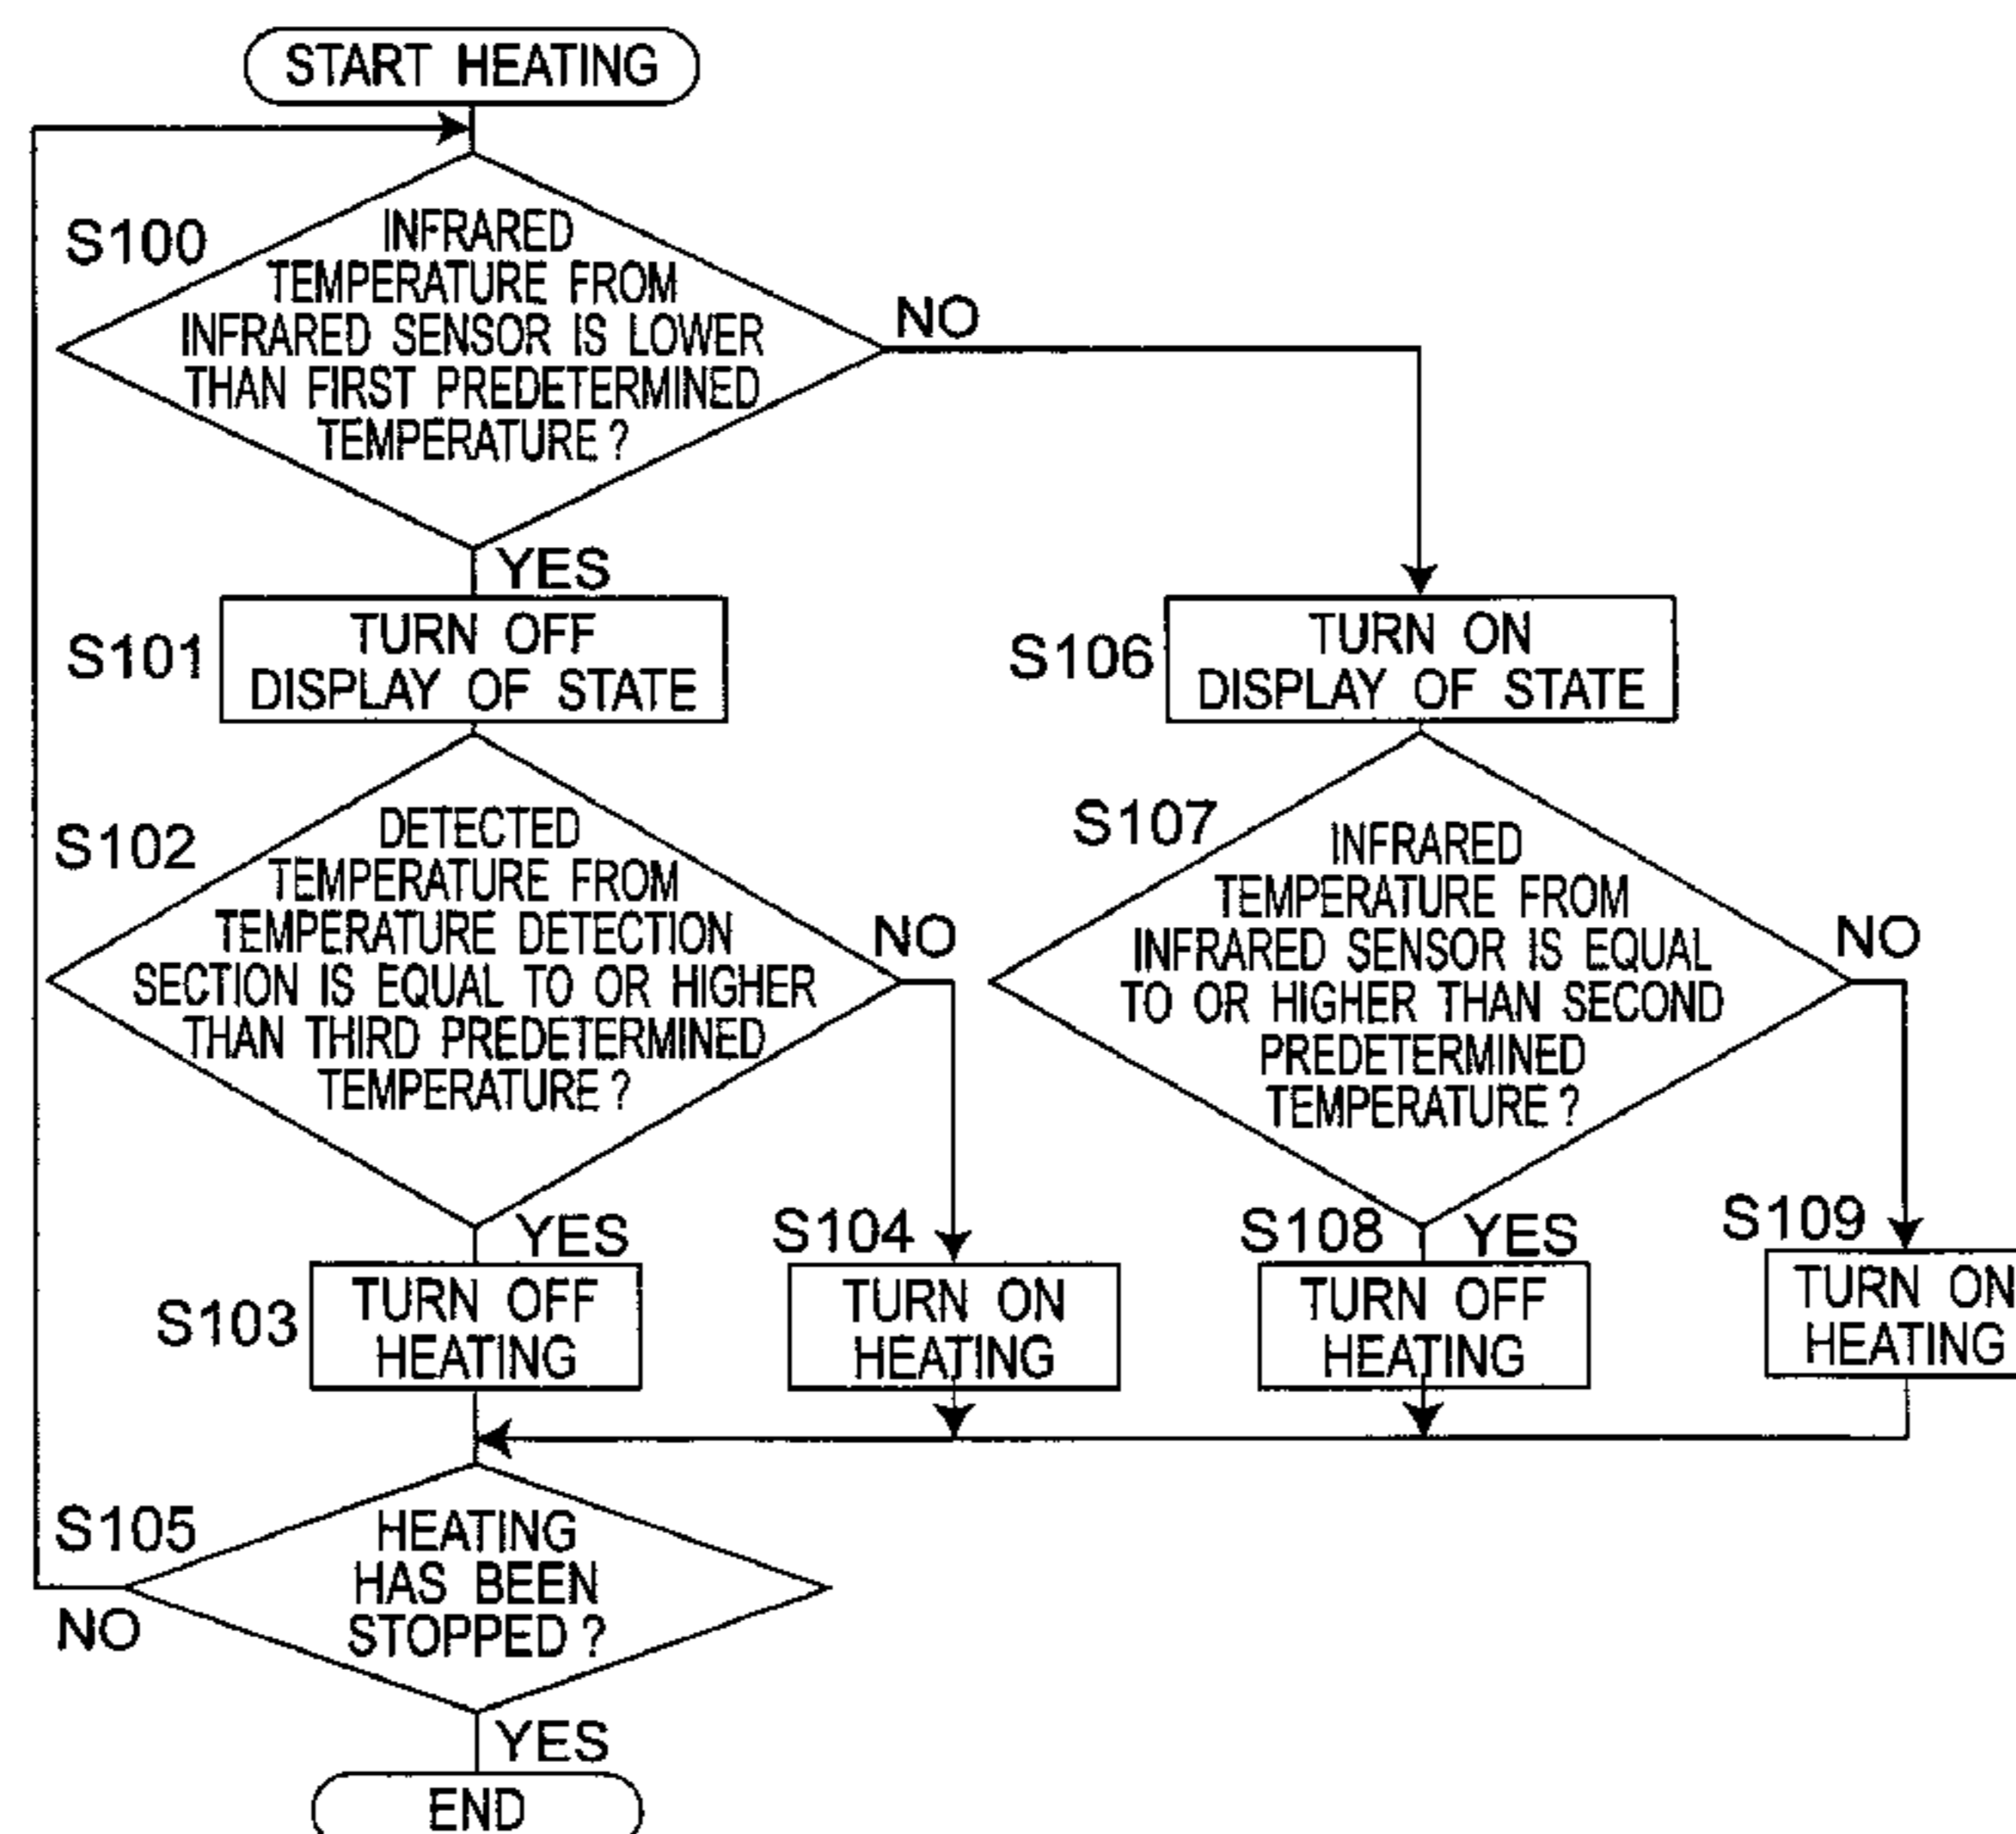 START HEATING
S100
INFRARED
TEMPERATURE FROM
INFRARED SENSOR IS LOWER
THAN FIRST PREDETERMINED
TEMPERATURE?
NO
YES
S101
TURN OFF
DISPLAY OF STATE
S106
TURN ON
DISPLAY OF STATE
S102
DETECTED
TEMPERATURE FROM
TEMPERATURE DETECTION
SECTION IS EQUAL TO OR HIGHER
THAN THIRD PREDETERMINED
TEMPERATURE?
NO
S107
INFRARED
TEMPERATURE FROM
INFRARED SENSOR IS EQUAL
TO OR HIGHER THAN SECOND
PREDETERMINED
TEMPERATURE?
NO
YES
S103
TURN OFF
HEATING
S104
TURN ON
HEATING
S108
YES
TURN OFF
HEATING
S109
TURN ON
HEATING
S105
HEATING
HAS BEEN
STOPPED?
NO
YES
END